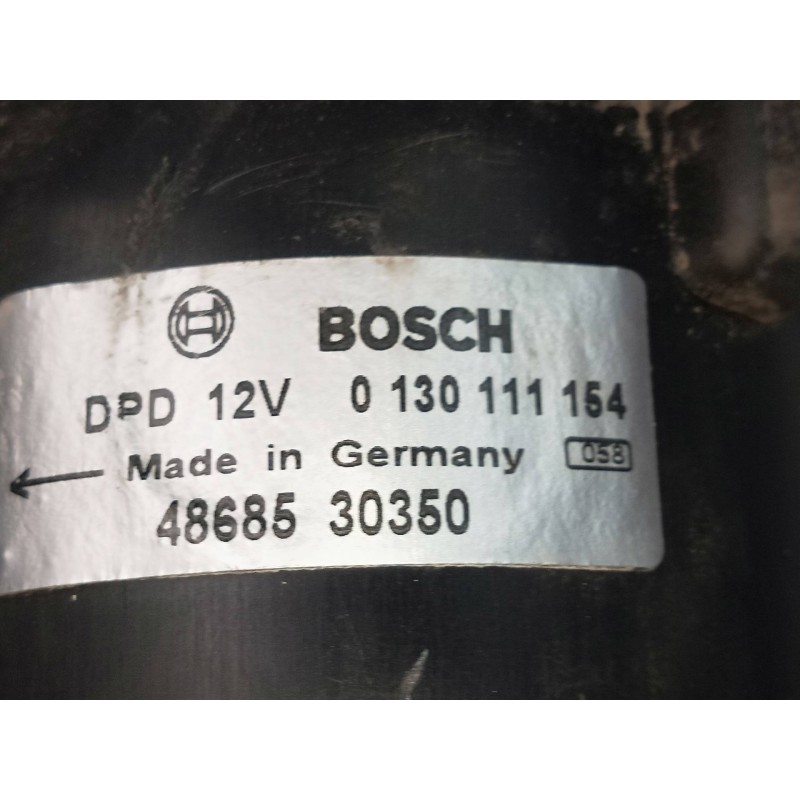 BOSCH
DPD 12V 0 130 111 154
Made in Germany 058
48685 30350